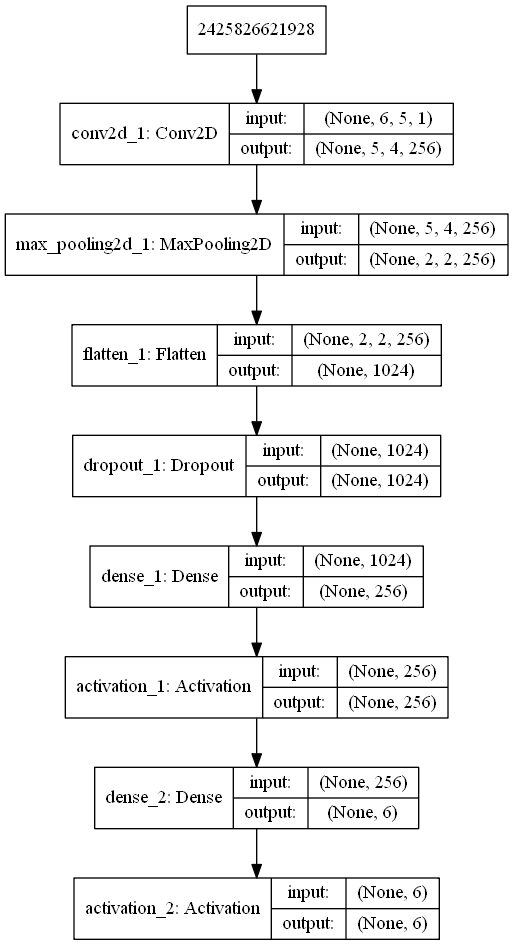 2425826621928
conv2d_1: Conv2D
input: (None, 6, 5, 1)
output: (None, 5, 4, 256)
max_pooling2d_1: MaxPooling2D
input: (None, 5, 4, 256)
output: (None, 2, 2, 256)
flatten_1: Flatten
input: (None, 2, 2, 256)
output: (None, 1024)
dropout_1: Dropout
input: (None, 1024)
output: (None, 1024)
dense_1: Dense
input: (None, 1024)
output: (None, 256)
activation_1: Activation
input: (None, 256)
output: (None, 256)
dense_2: Dense
input: (None, 256)
output: (None, 6)
activation_2: Activation
input: (None, 6)
output: (None, 6)